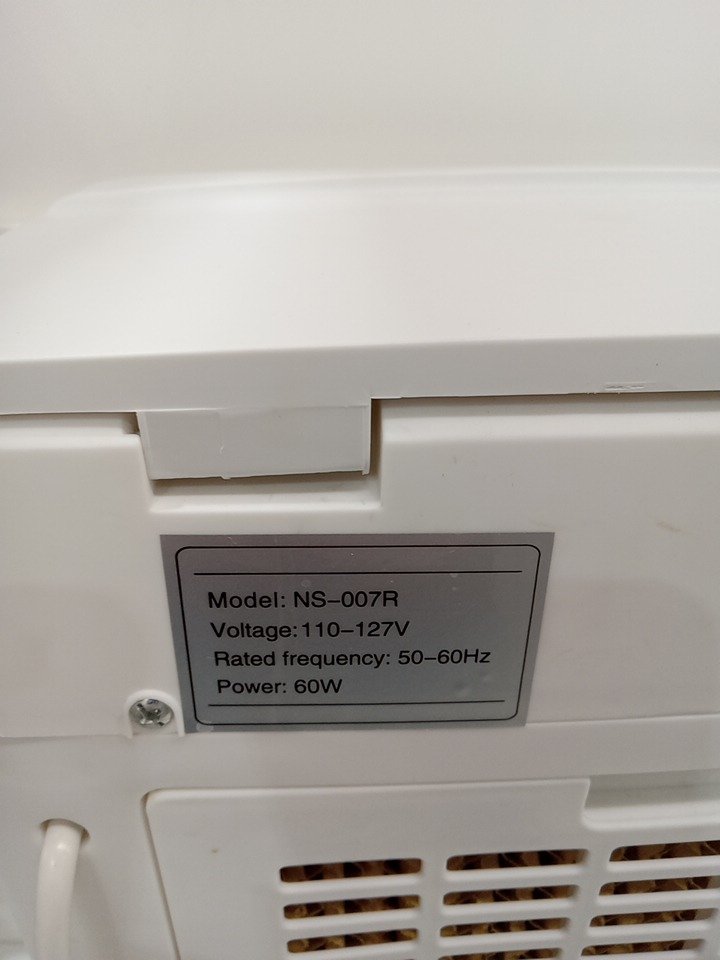 Model: NS-007R
Voltage:110-127V
Rated frequency: 50-60Hz
Power: 60W